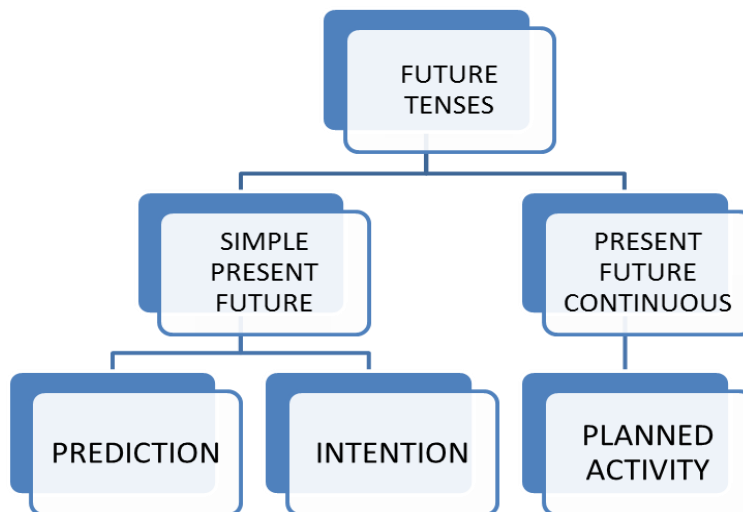 FUTURE
TENSES
SIMPLE
PRESENT
FUTURE
PRESENT
FUTURE
CONTINUOUS
PREDICTION
INTENTION
PLANNED
ACTIVITY